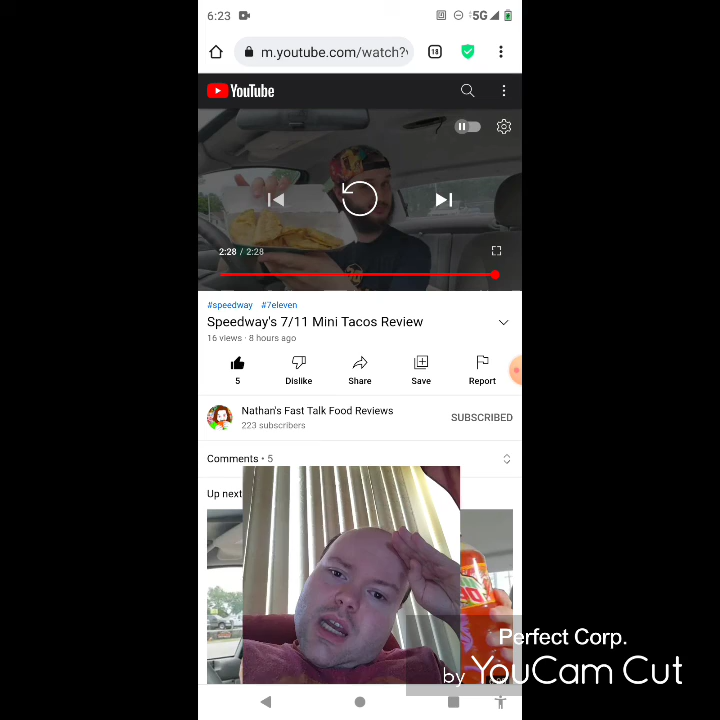 6:23
5G
m.youtube.com/watch?v
18
YouTube
2:28 / 2:28
#speedway #7eleven
Speedway's 7/11 Mini Tacos Review
16 views · 8 hours ago
5 Dislike Share Save Report
Nathan's Fast Talk Food Reviews
223 subscribers
SUBSCRIBED
Comments • 5
Up next
Perfect Corp.
by YouCam Cut